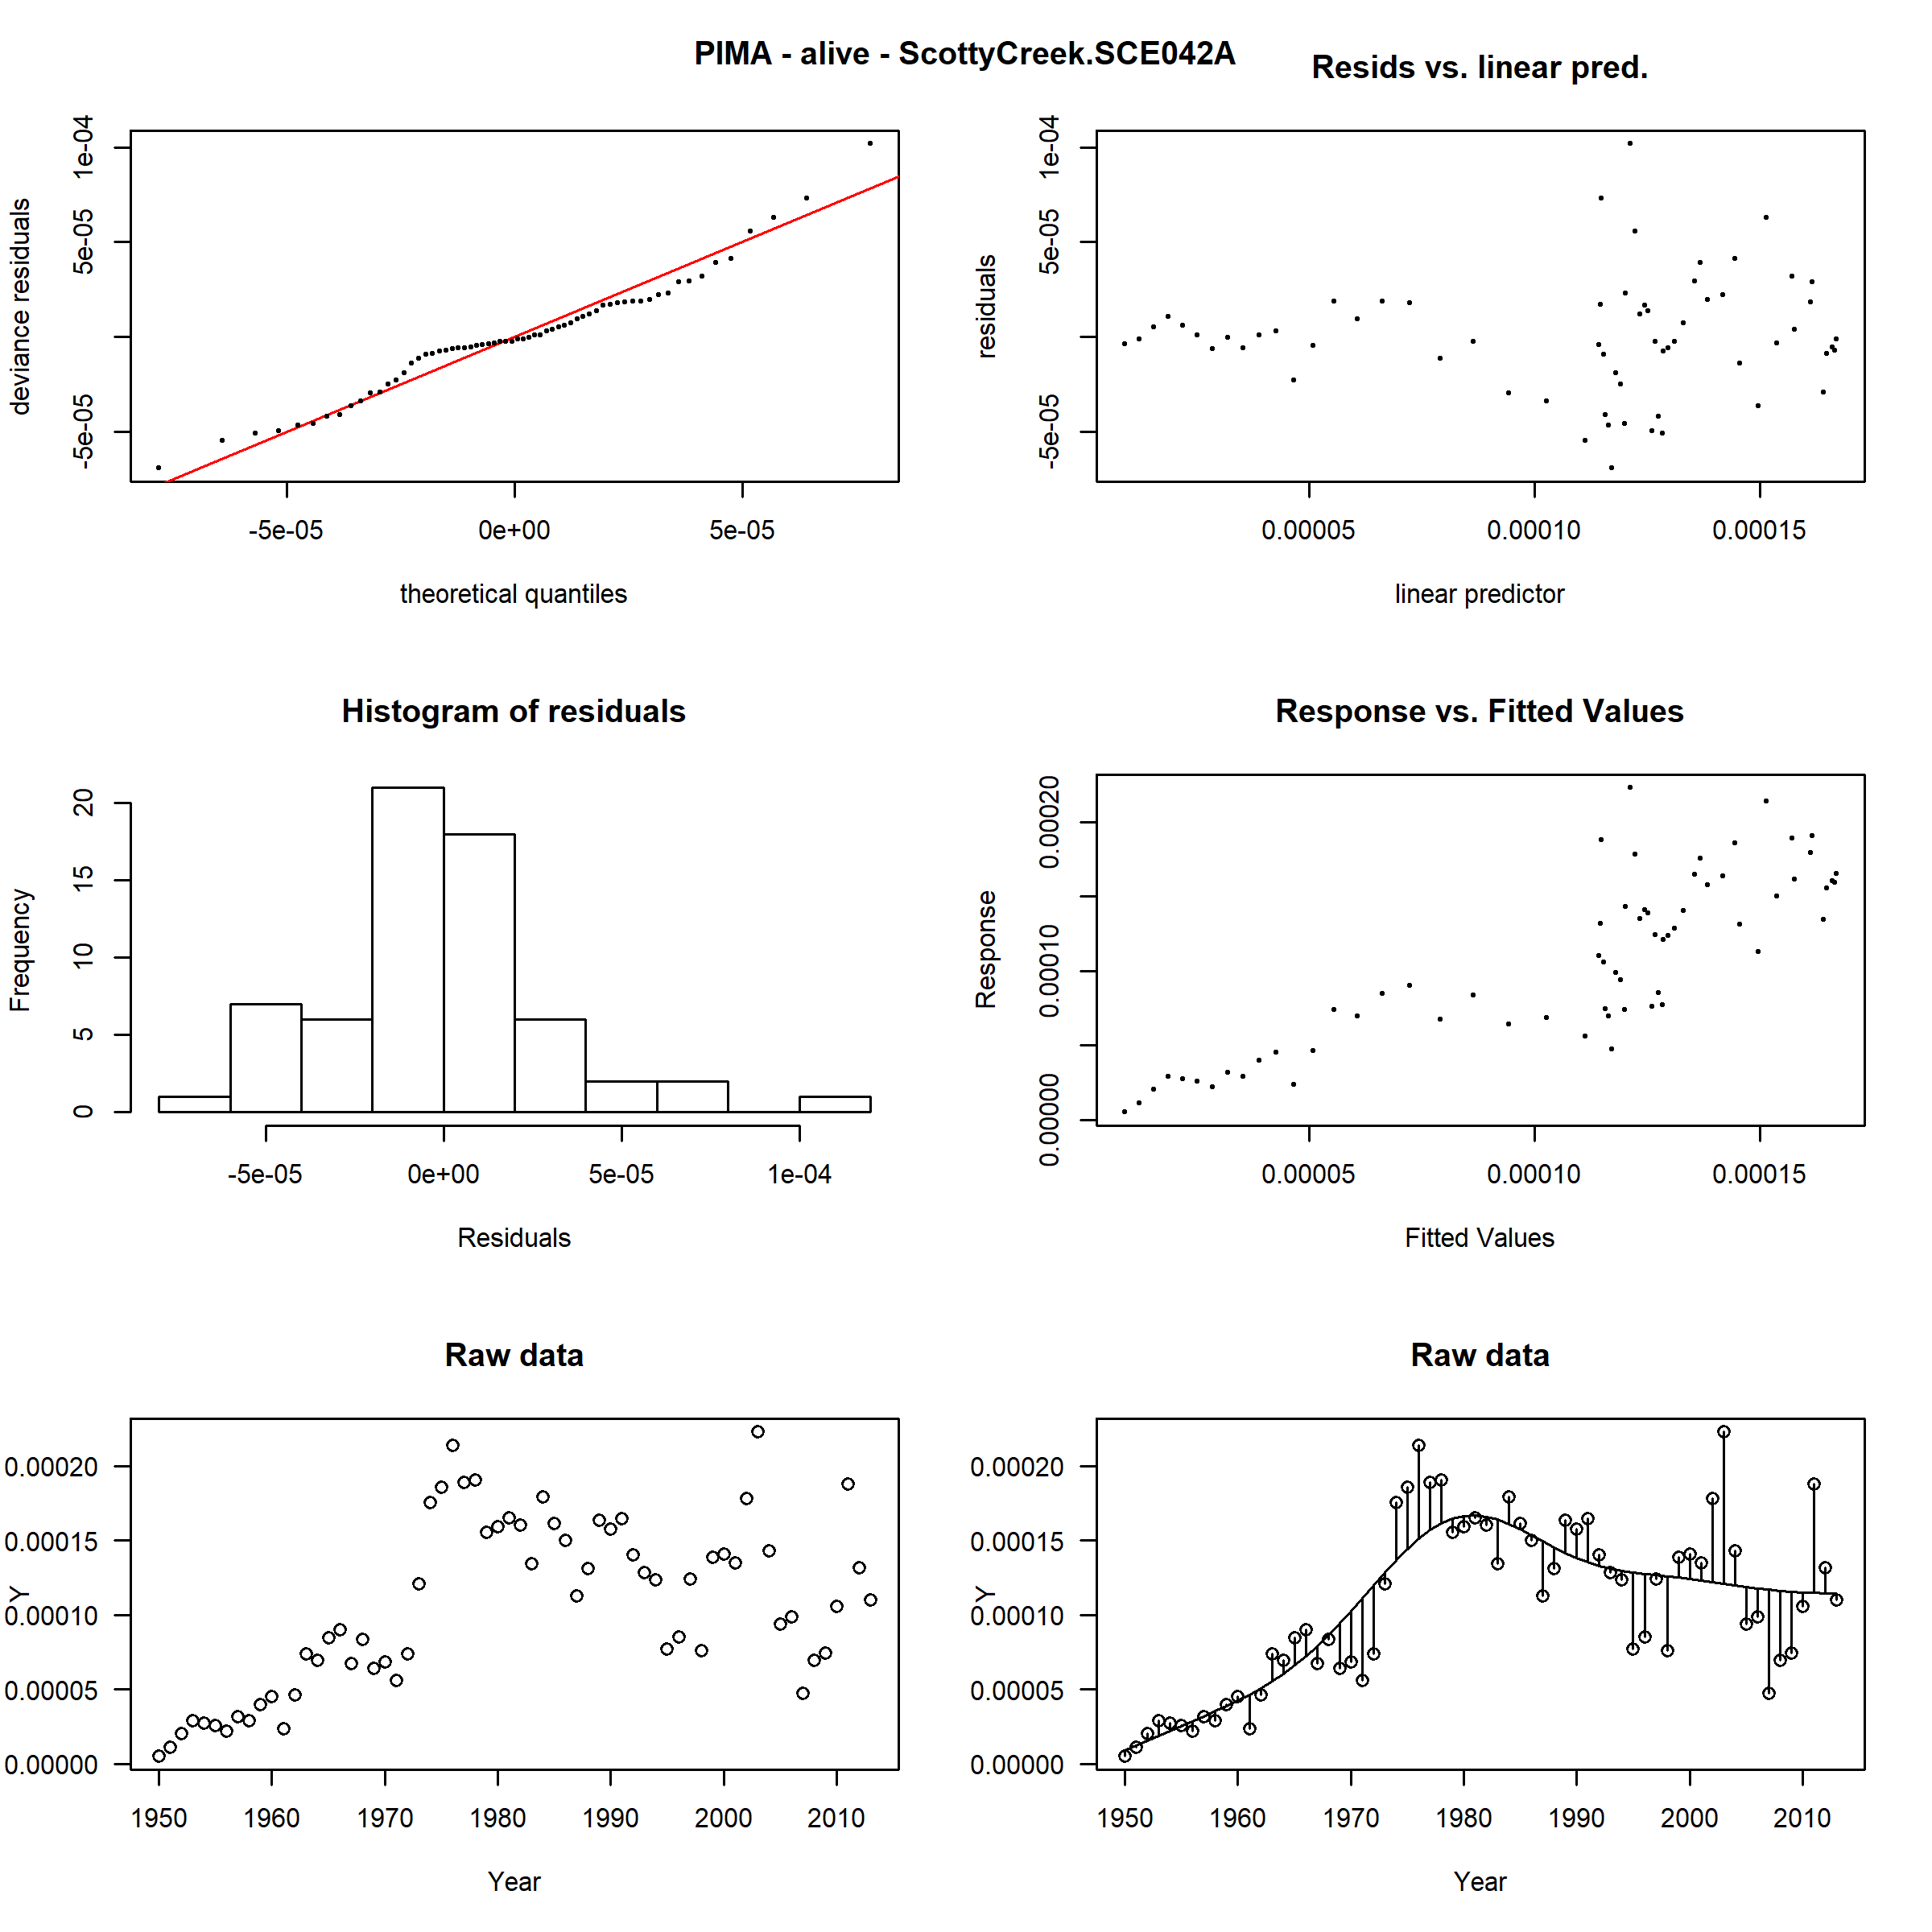 PIMA - alive - ScottyCreek.SCE042A
Resids vs. linear pred.
deviance residuals
-5e-05
5e-05
1e-04
-5e-05
0e+00
5e-05
theoretical quantiles
residuals
-5e-05
5e-05
1e-04
0.00005
0.00010
0.00015
linear predictor
Histogram of residuals
Frequency
0
5
10
15
20
-5e-05
0e+00
5e-05
1e-04
Residuals
Response vs. Fitted Values
Response
0.00000
0.00010
0.00020
0.00005
0.00010
0.00015
Fitted Values
Raw data
Y
0.00020
0.00015
0.00010
0.00005
0.00000
1950
1960
1970
1980
1990
2000
2010
Year
Raw data
Y
0.00020
0.00015
0.00010
0.00005
0.00000
1950
1960
1970
1980
1990
2000
2010
Year